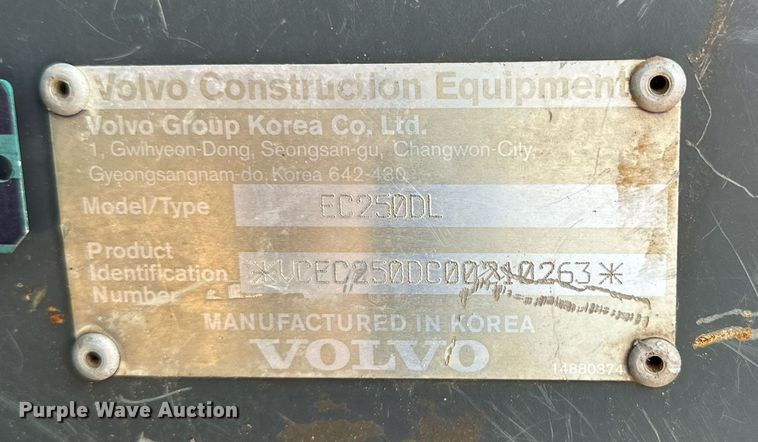 Volvo Construction Equipment
Volvo Group Korea Co. Ltd.
1, Gwihyeon-Dong, Seongsan-gu, Changwon-City,
Gyeongsangnam-do. Korea 642-430
Model/Type EC250DL
Product
Identification
Number
MANUFACTURED IN KOREA
VOLVO
14880374
Purple Wave Auction